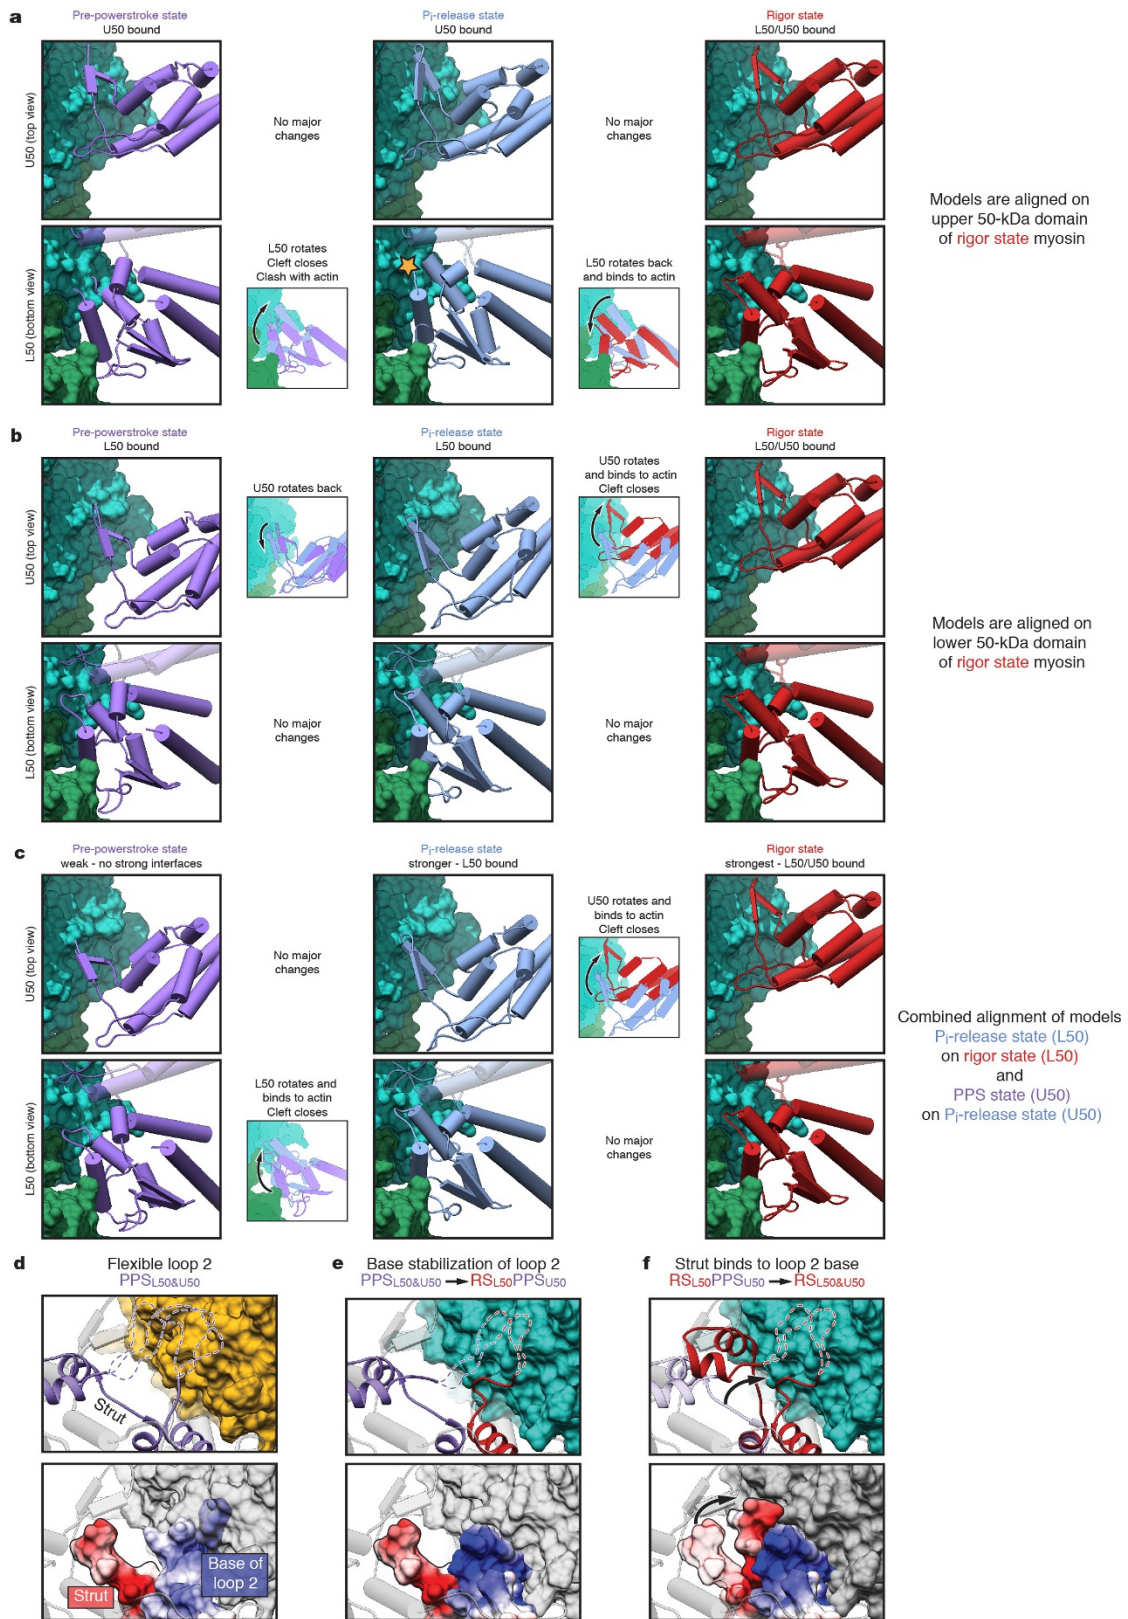 a
Pre-powerstroke state
U50 bound
Pi-release state
U50 bound
Rigor state
L50/U50 bound
U50 (top view)
No major
changes
No major
changes
L50 (bottom view)
L50 rotates
Cleft closes
Clash with actin
L50 rotates back
and binds to actin
Models are aligned on
upper 50-kDa domain
of rigor state myosin
b
Pre-powerstroke state
L50 bound
Pi-release state
L50 bound
Rigor state
L50/U50 bound
U50 (top view)
U50 rotates back
U50 rotates
and binds to actin
Cleft closes
L50 (bottom view)
No major
changes
No major
changes
Models are aligned on
lower 50-kDa domain
of rigor state myosin
c
Pre-powerstroke state
weak - no strong interfaces
Pi-release state
stronger - L50 bound
Rigor state
strongest - L50/U50 bound
U50 (top view)
No major
changes
U50 rotates and
binds to actin
Cleft closes
L50 (bottom view)
L50 rotates and
binds to actin
Cleft closes
No major
changes
Combined alignment of models
Pi-release state (L50)
on rigor state (L50)
and
PPS state (U50)
on Pi-release state (U50)
d
Flexible loop 2
PPSL50&U50
Strut
Strut
Base of
loop 2
e
Base stabilization of loop 2
PPSL50&U50 → RSL50PPSU50
f
Strut binds to loop 2 base
RSL50PPSU50 → RSL50&U50